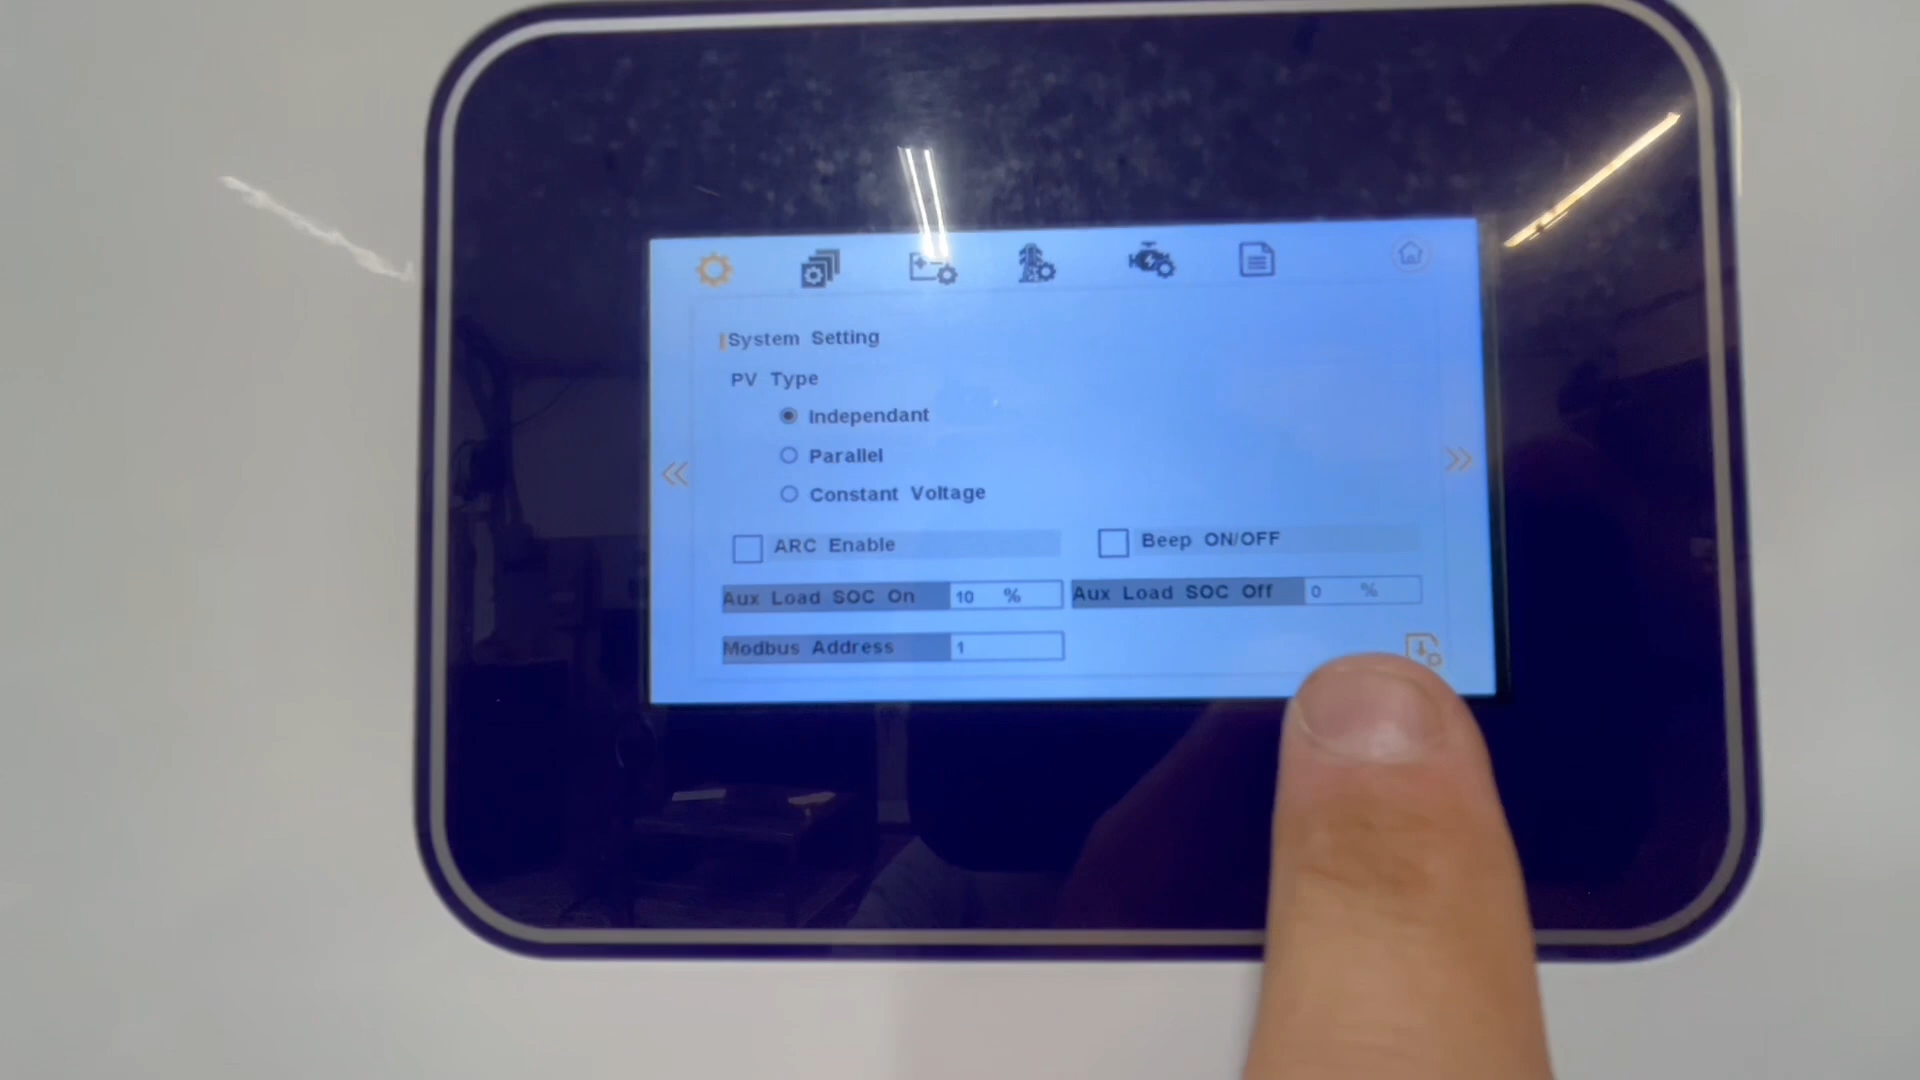 System Setting
PV Type
Independant
Parallel
Constant Voltage
ARC Enable
Beep ON/OFF
Aux Load SOC On 10 %
Aux Load SOC Off 0 %
Modbus Address 1